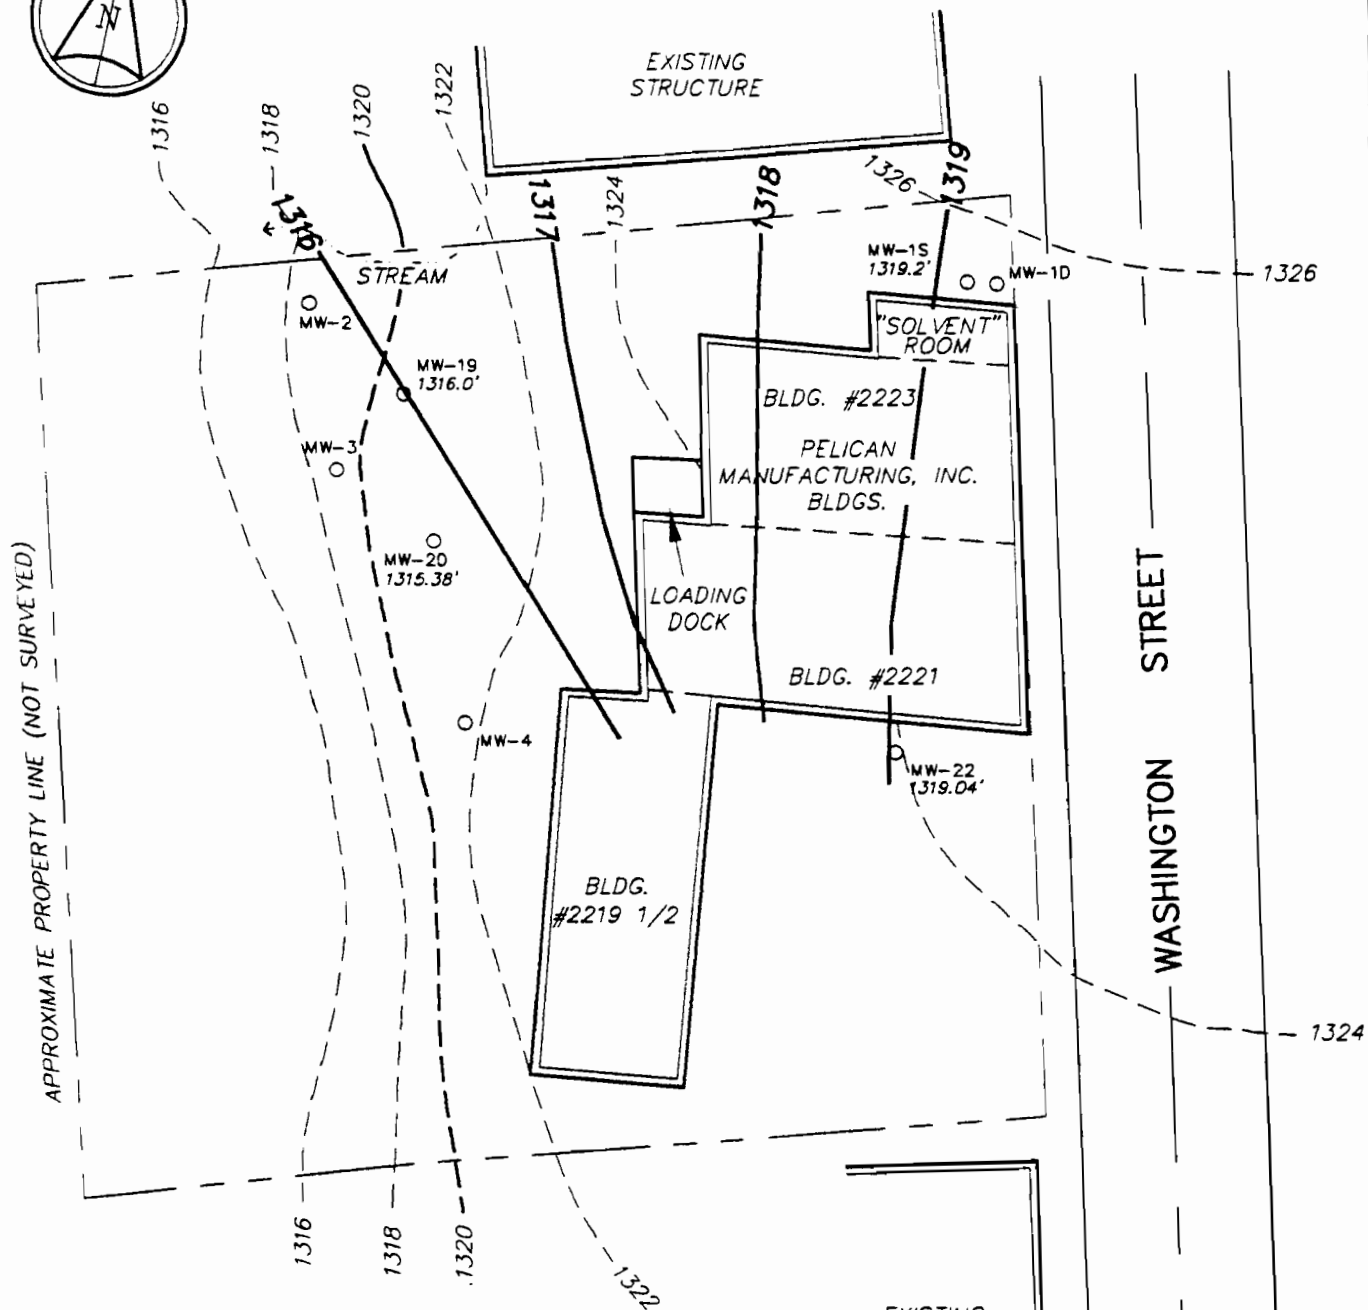 N
EXISTING
STRUCTURE
1316
1318
1320
1322
1316
1317
1324
1318
1326
1319
1326
STREAM
MW-1S
1319.2'
MW-1D
MW-2
"SOLVENT"
ROOM
MW-19
1316.0'
BLDG. #2223
MW-3
PELICAN
MANUFACTURING, INC.
BLDGS.
MW-20
1315.38'
LOADING
DOCK
BLDG. #2221
MW-4
MW-22
1319.04'
BLDG.
#2219 1/2
APPROXIMATE PROPERTY LINE (NOT SURVEYED)
WASHINGTON STREET
1324
1316
1318
1320
1322